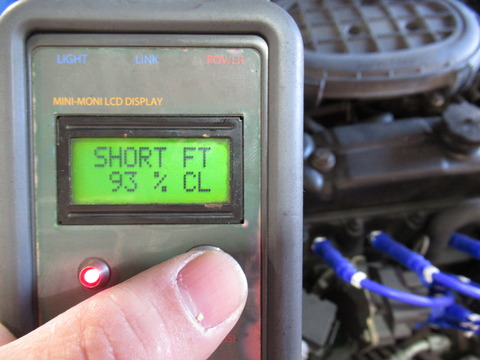 LIGHT LINK POWER
MINI-MONI LCD DISPLAY
SHORT FT
93 % CL